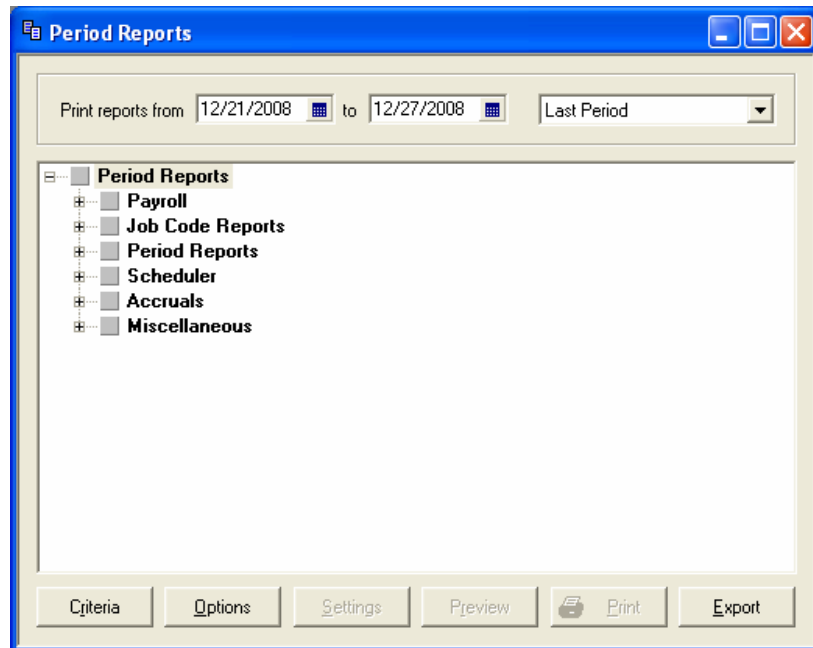 Period Reports
Print reports from 12/21/2008 to 12/27/2008 Last Period
Period Reports
Payroll
Job Code Reports
Period Reports
Scheduler
Accruals
Miscellaneous
Criteria Options Settings Preview Print Export